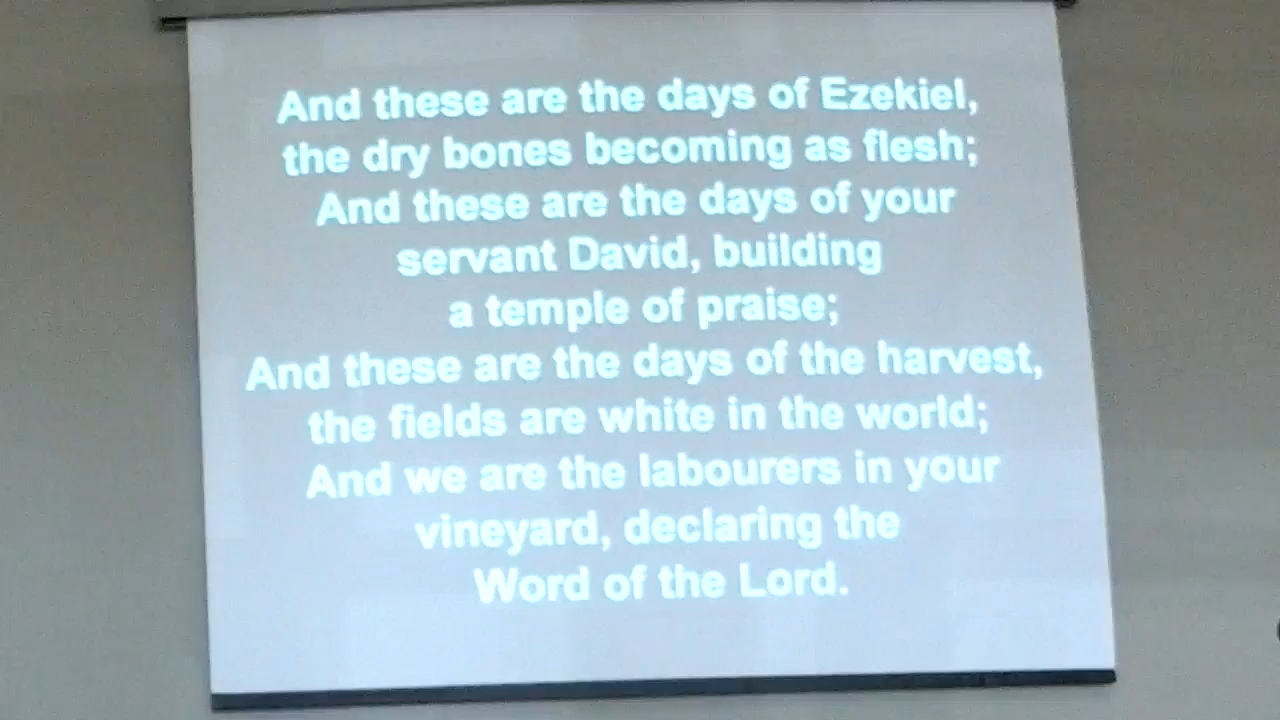 And these are the days of Ezekiel,
the dry bones becoming as flesh;
And these are the days of your
servant David, building
a temple of praise;
And these are the days of the harvest,
the fields are white in the world;
And we are the labourers in your
vineyard, declaring the
Word of the Lord.